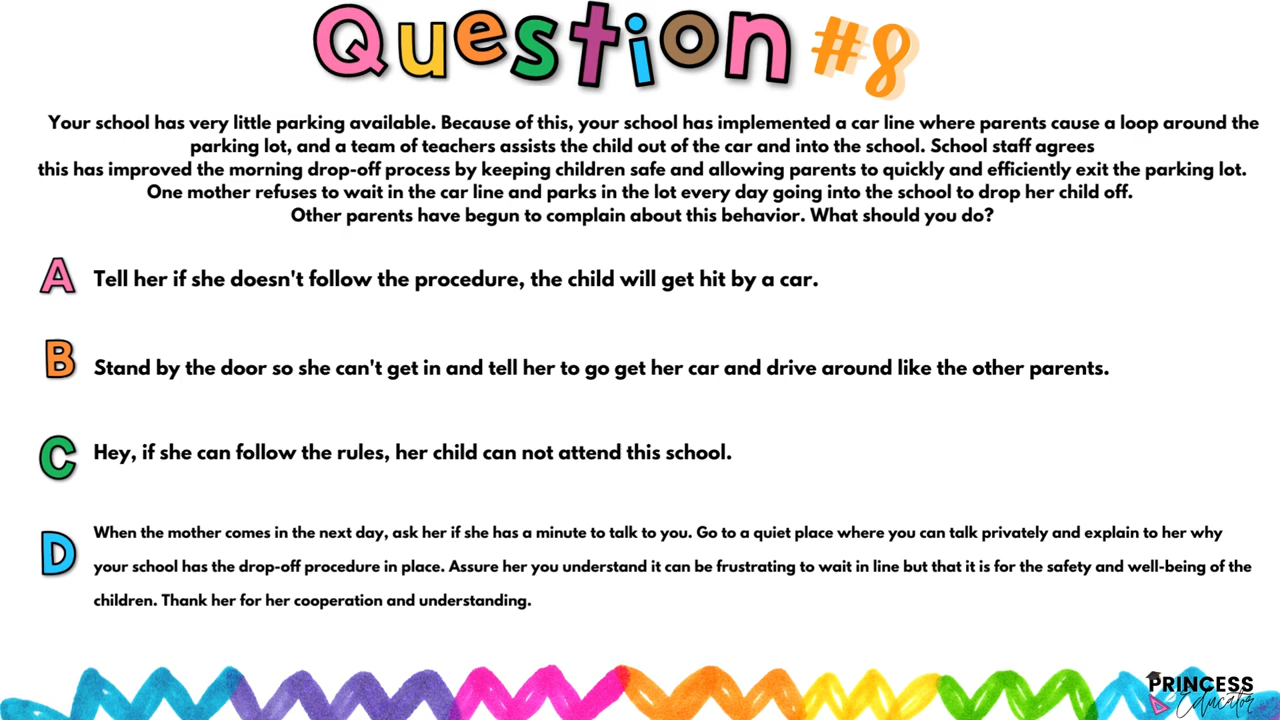 Question #8
Your school has very little parking available. Because of this, your school has implemented a car line where parents cause a loop around the
parking lot, and a team of teachers assists the child out of the car and into the school. School staff agrees
this has improved the morning drop-off process by keeping children safe and allowing parents to quickly and efficiently exit the parking lot.
One mother refuses to wait in the car line and parks in the lot every day going into the school to drop her child off.
Other parents have begun to complain about this behavior. What should you do?
A Tell her if she doesn't follow the procedure, the child will get hit by a car.
B Stand by the door so she can't get in and tell her to go get her car and drive around like the other parents.
C Hey, if she can follow the rules, her child can not attend this school.
D When the mother comes in the next day, ask her if she has a minute to talk to you. Go to a quiet place where you can talk privately and explain to her why
your school has the drop-off procedure in place. Assure her you understand it can be frustrating to wait in line but that it is for the safety and well-being of the
children. Thank her for her cooperation and understanding.
PRINCESS
Educator